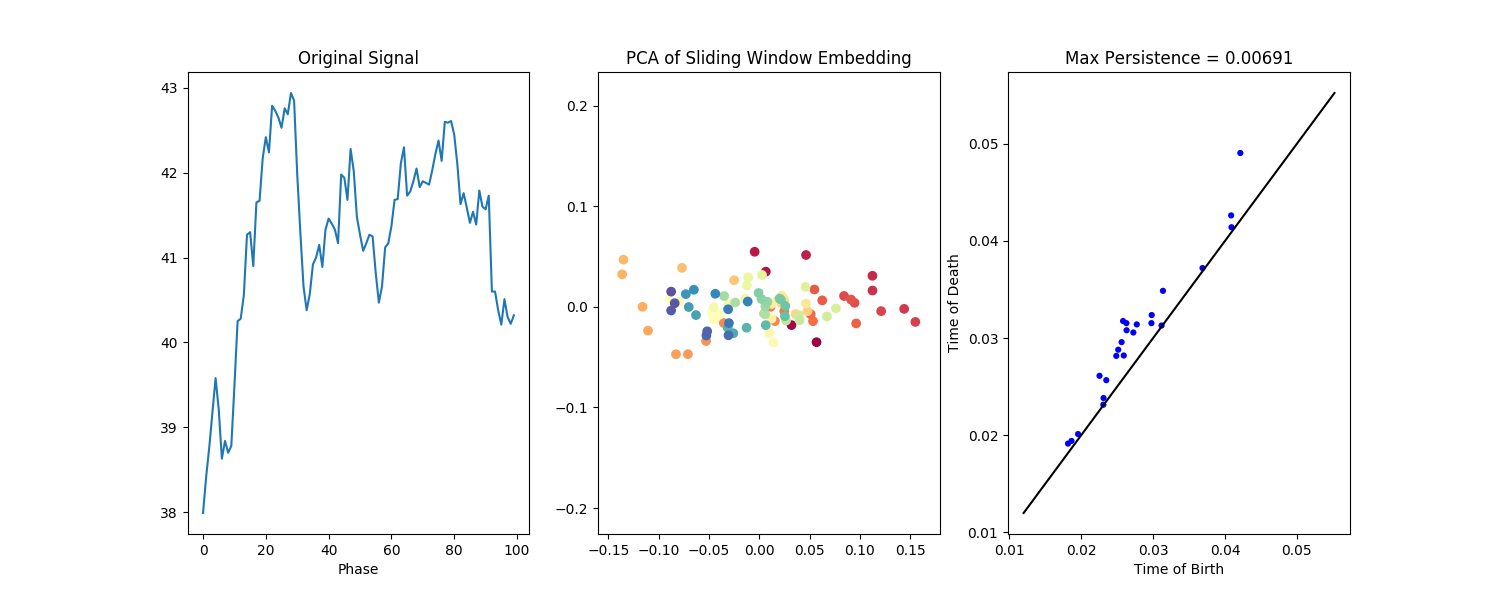 Original Signal
43
42
41
40
39
38
0 20 40 60 80 100
Phase
PCA of Sliding Window Embedding
0.2
0.1
0.0
−0.1
−0.2
−0.15 −0.10 −0.05 0.00 0.05 0.10 0.15
Max Persistence = 0.00691
Time of Death
0.05
0.04
0.03
0.02
0.01
0.01 0.02 0.03 0.04 0.05
Time of Birth